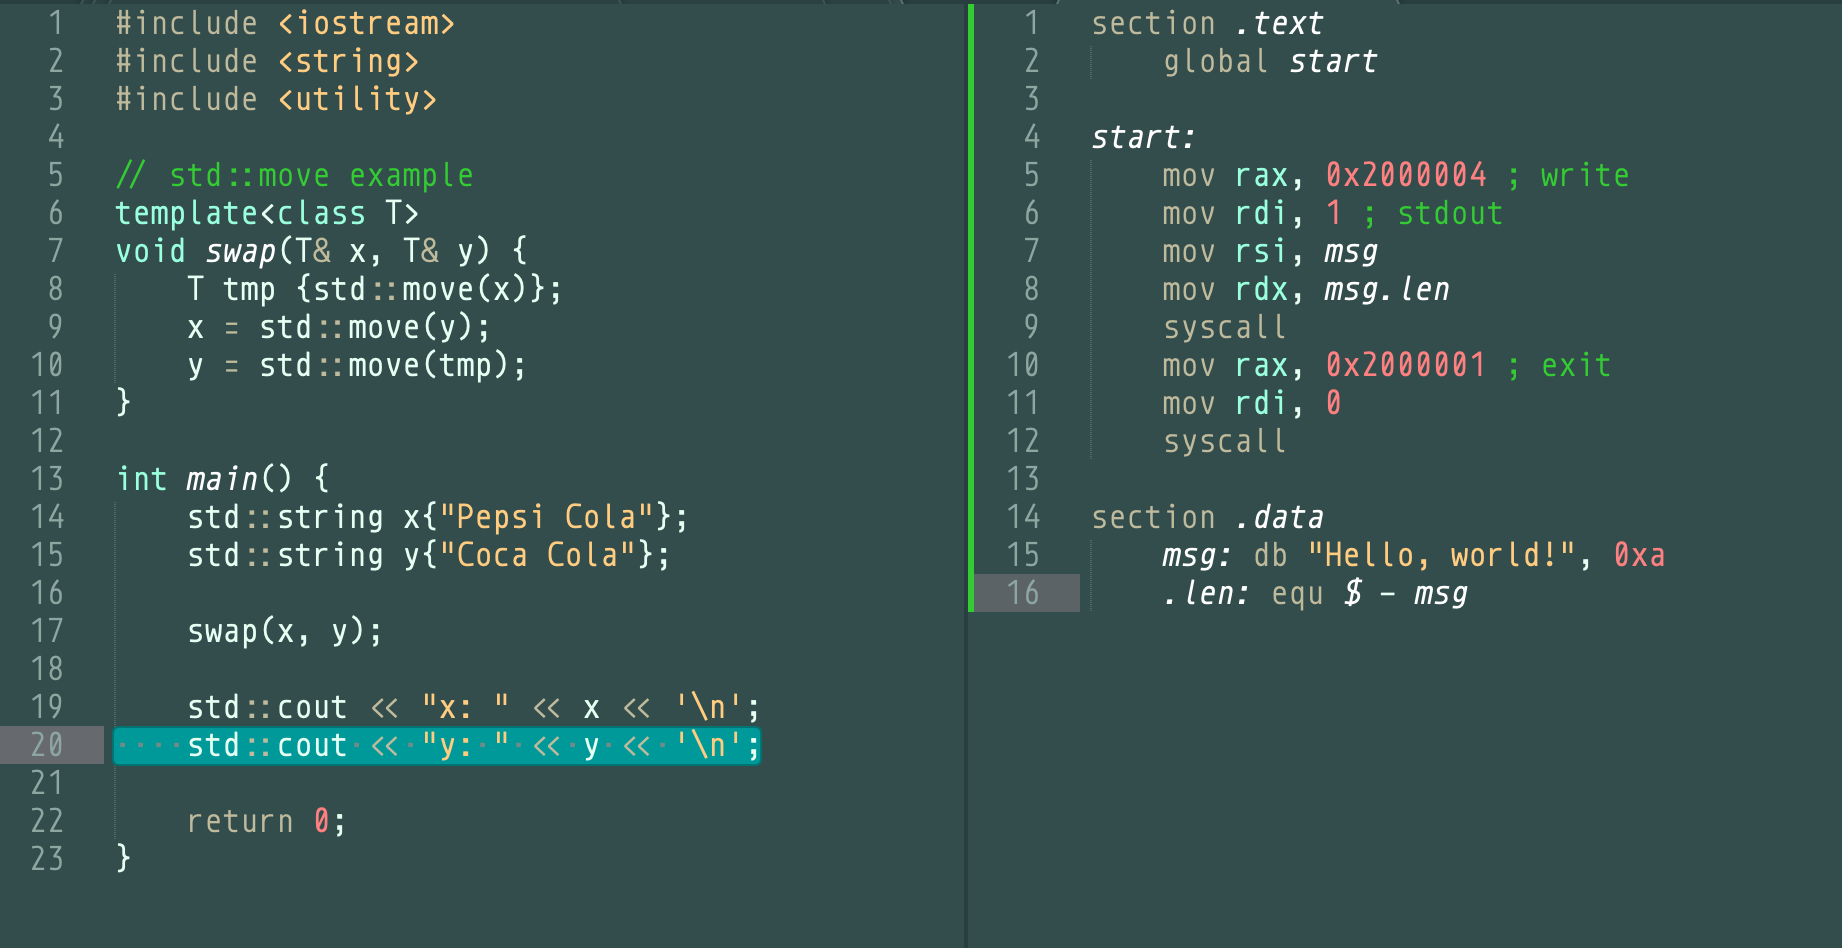 1 #include <iostream>
2 #include <string>
3 #include <utility>
4
5 // std::move example
6 template<class T>
7 void swap(T& x, T& y) {
8     T tmp {std::move(x)};
9     x = std::move(y);
10     y = std::move(tmp);
11 }
12
13 int main() {
14     std::string x{"Pepsi Cola"};
15     std::string y{"Coca Cola"};
16
17     swap(x, y);
18
19     std::cout << "x: " << x << '\n';
20     std::cout << "y: " << y << '\n';
21
22     return 0;
23 }
1 section .text
2     global start
3
4 start:
5     mov rax, 0x2000004 ; write
6     mov rdi, 1 ; stdout
7     mov rsi, msg
8     mov rdx, msg.len
9     syscall
10     mov rax, 0x2000001 ; exit
11     mov rdi, 0
12     syscall
13
14 section .data
15     msg: db "Hello, world!", 0xa
16     .len: equ $ - msg